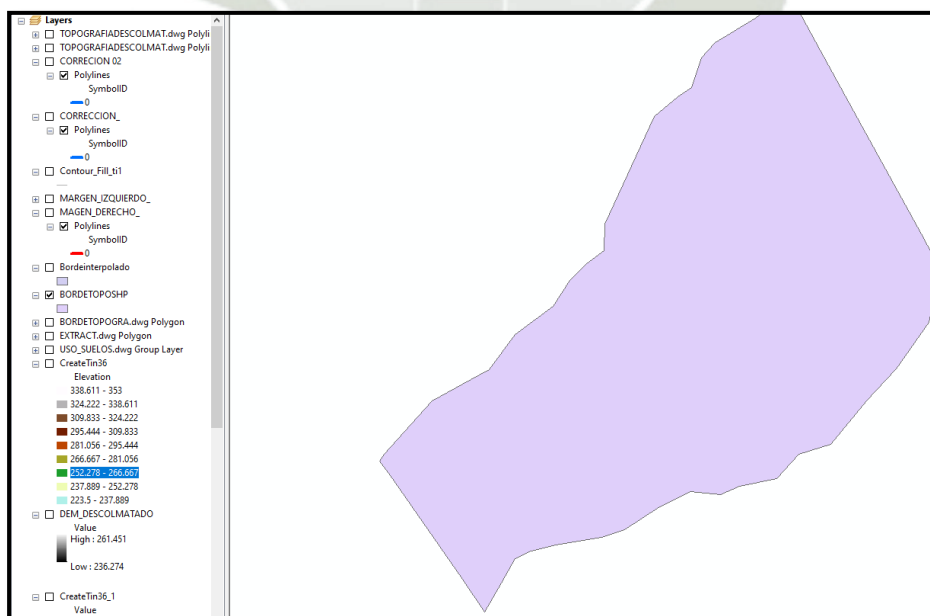 Layers
TOPOGRAFIADESCOLMAT.dwg Polyli
TOPOGRAFIADESCOLMAT.dwg Polyli
CORRECION 02
Polylines
SymbolID
0
CORRECCION_
Polylines
SymbolID
0
Contour_Fill_ti1
MARGEN_IZQUIERDO_
MAGEN_DERECHO_
Polylines
SymbolID
0
Bordeinterpolado
BORDETOPOSHP
BORDETOPOGRA.dwg Polygon
EXTRACT.dwg Polygon
USO_SUELOS.dwg Group Layer
CreateTin36
Elevation
338.611 - 353
324.222 - 338.611
309.833 - 324.222
295.444 - 309.833
281.056 - 295.444
266.667 - 281.056
252.278 - 266.667
237.889 - 252.278
223.5 - 237.889
DEM_DESCOLMATADO
Value
High : 261.451
Low : 236.274
CreateTin36_1
Value